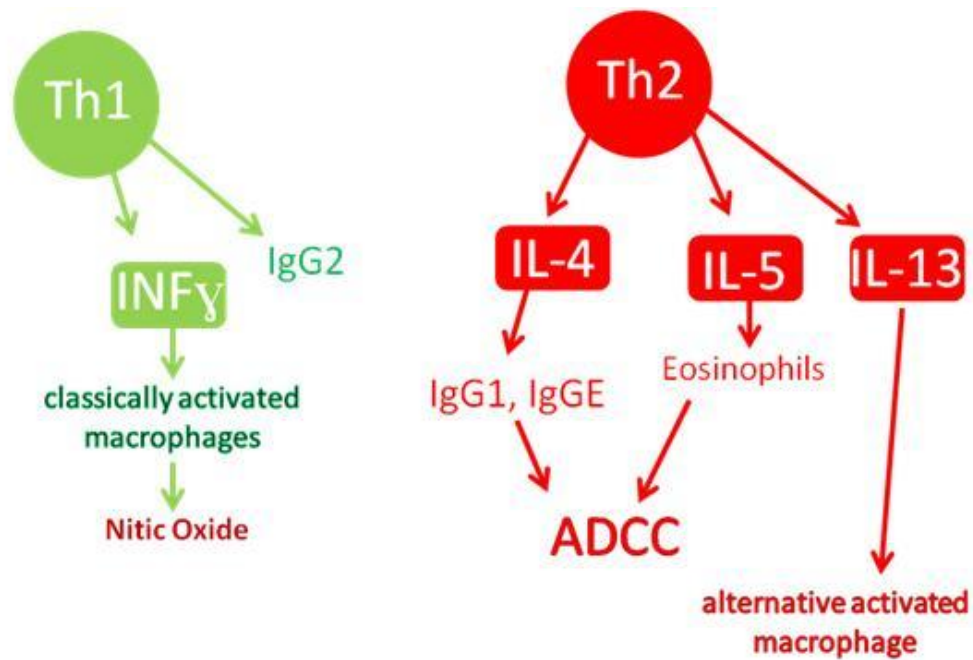 Th1
IgG2
INFɣ
classically activated
macrophages
Nitic Oxide
Th2
IL-4
IL-5
IL-13
IgG1, IgGE
Eosinophils
ADCC
alternative activated
macrophage